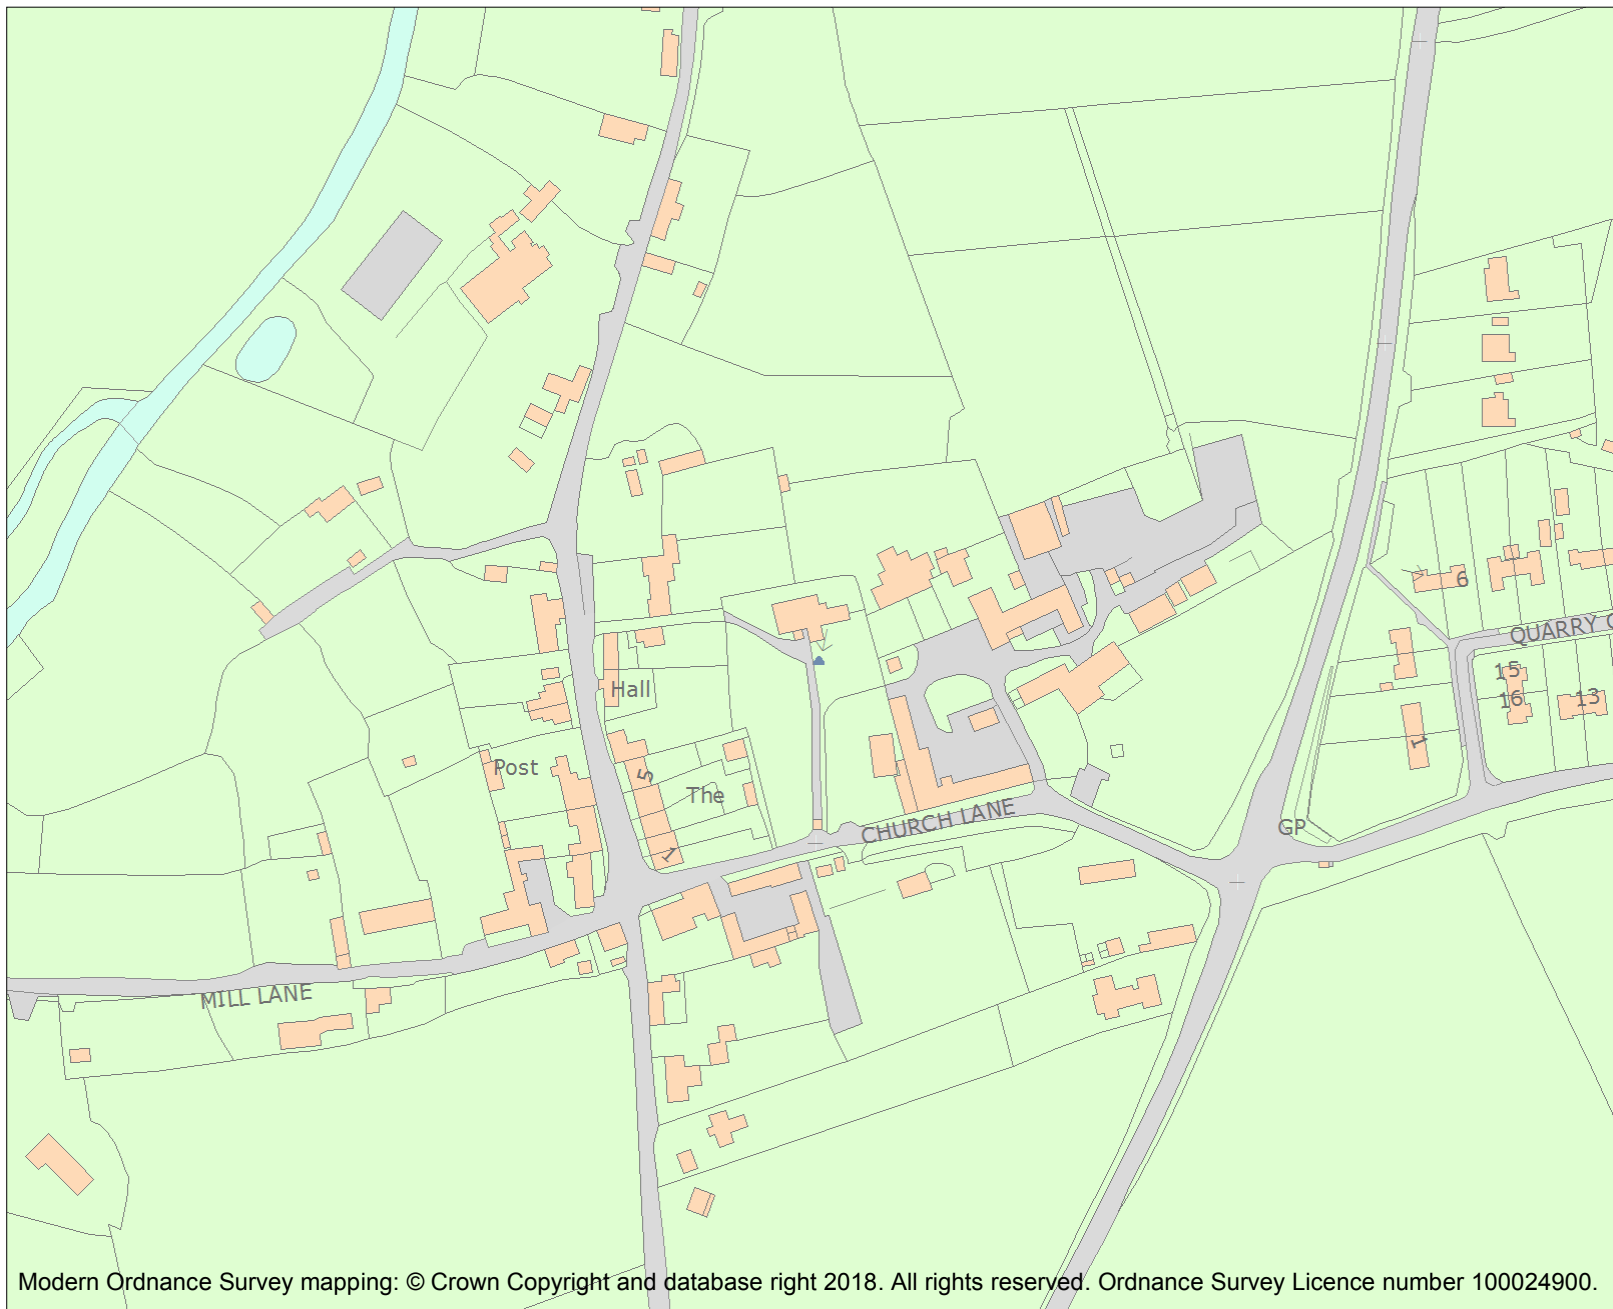 6
QUARRY
15
16
13
Hall
1
Post
5
The
CHURCH LANE
GP
1
MILL LANE
Modern Ordnance Survey mapping: © Crown Copyright and database right 2018. All rights reserved. Ordnance Survey Licence number 100024900.